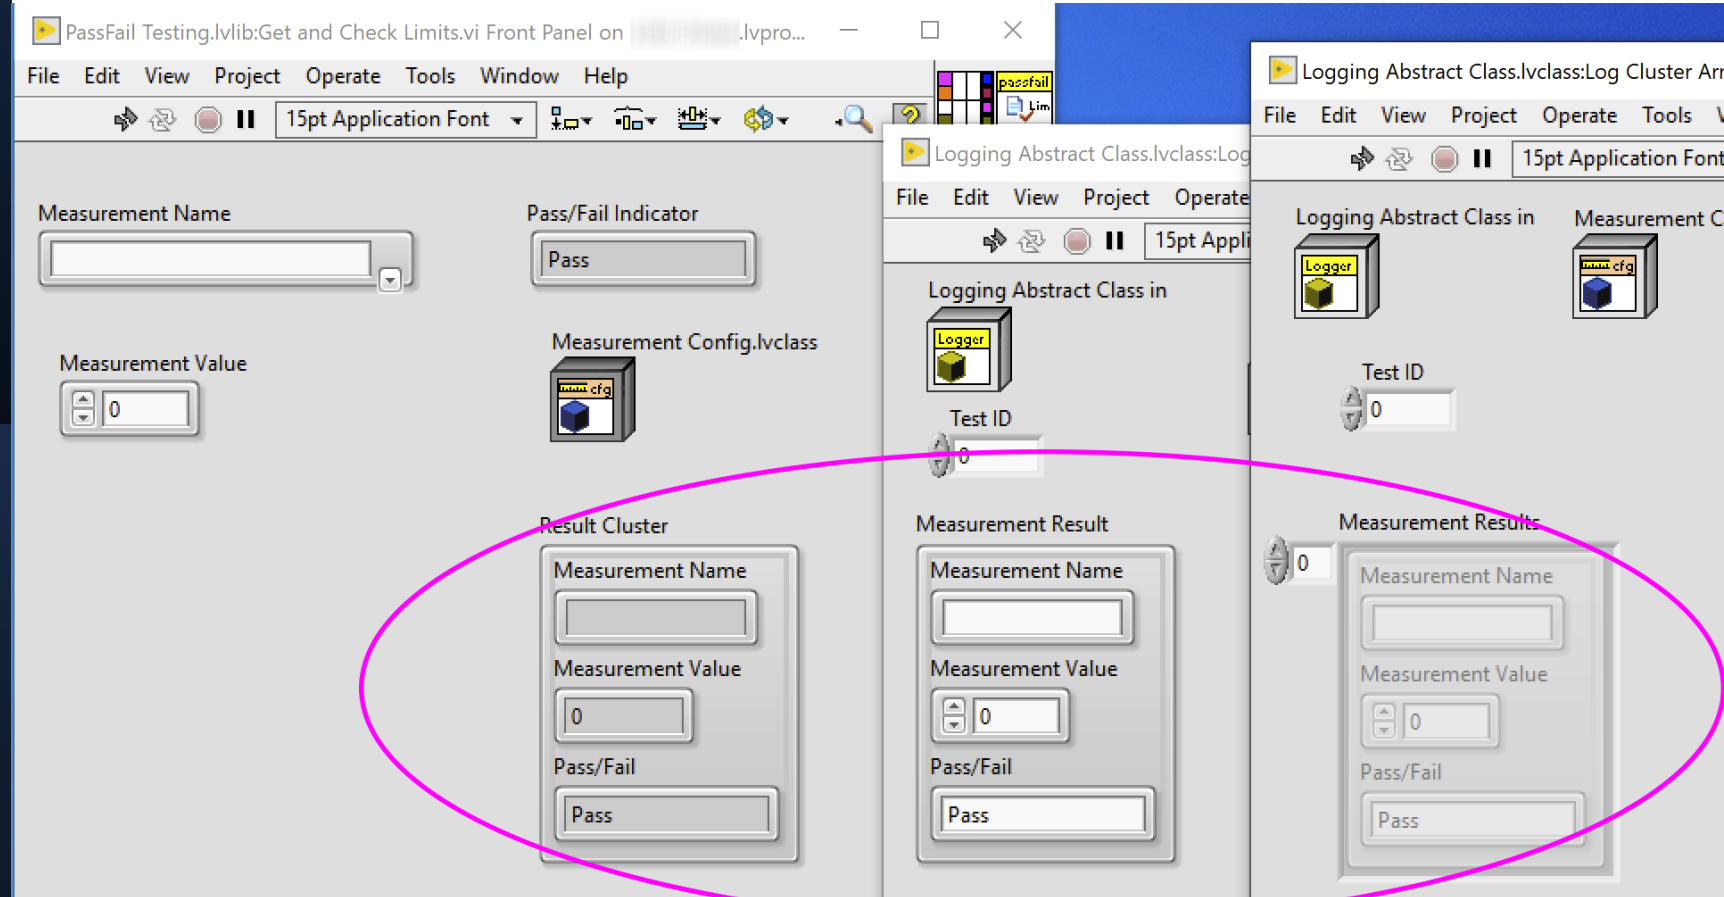 PassFail Testing.lvlib:Get and Check Limits.vi Front Panel on .lvpro...
File Edit View Project Operate Tools Window Help
15pt Application Font
passfail
Lim
Measurement Name
Pass/Fail Indicator
Pass
Measurement Value
0
Measurement Config.lvclass
cfg
Result Cluster
Measurement Name
Measurement Value
0
Pass/Fail
Pass
Logging Abstract Class.lvclass:Log
File Edit View Project Operate
15pt Appli
Logging Abstract Class in
Logger
Test ID
0
Measurement Result
Measurement Name
Measurement Value
0
Pass/Fail
Pass
Logging Abstract Class.lvclass:Log Cluster Arr
File Edit View Project Operate Tools
15pt Application Font
Logging Abstract Class in
Measurement C
Logger
cfg
Test ID
0
Measurement Results
0
Measurement Name
Measurement Value
0
Pass/Fail
Pass